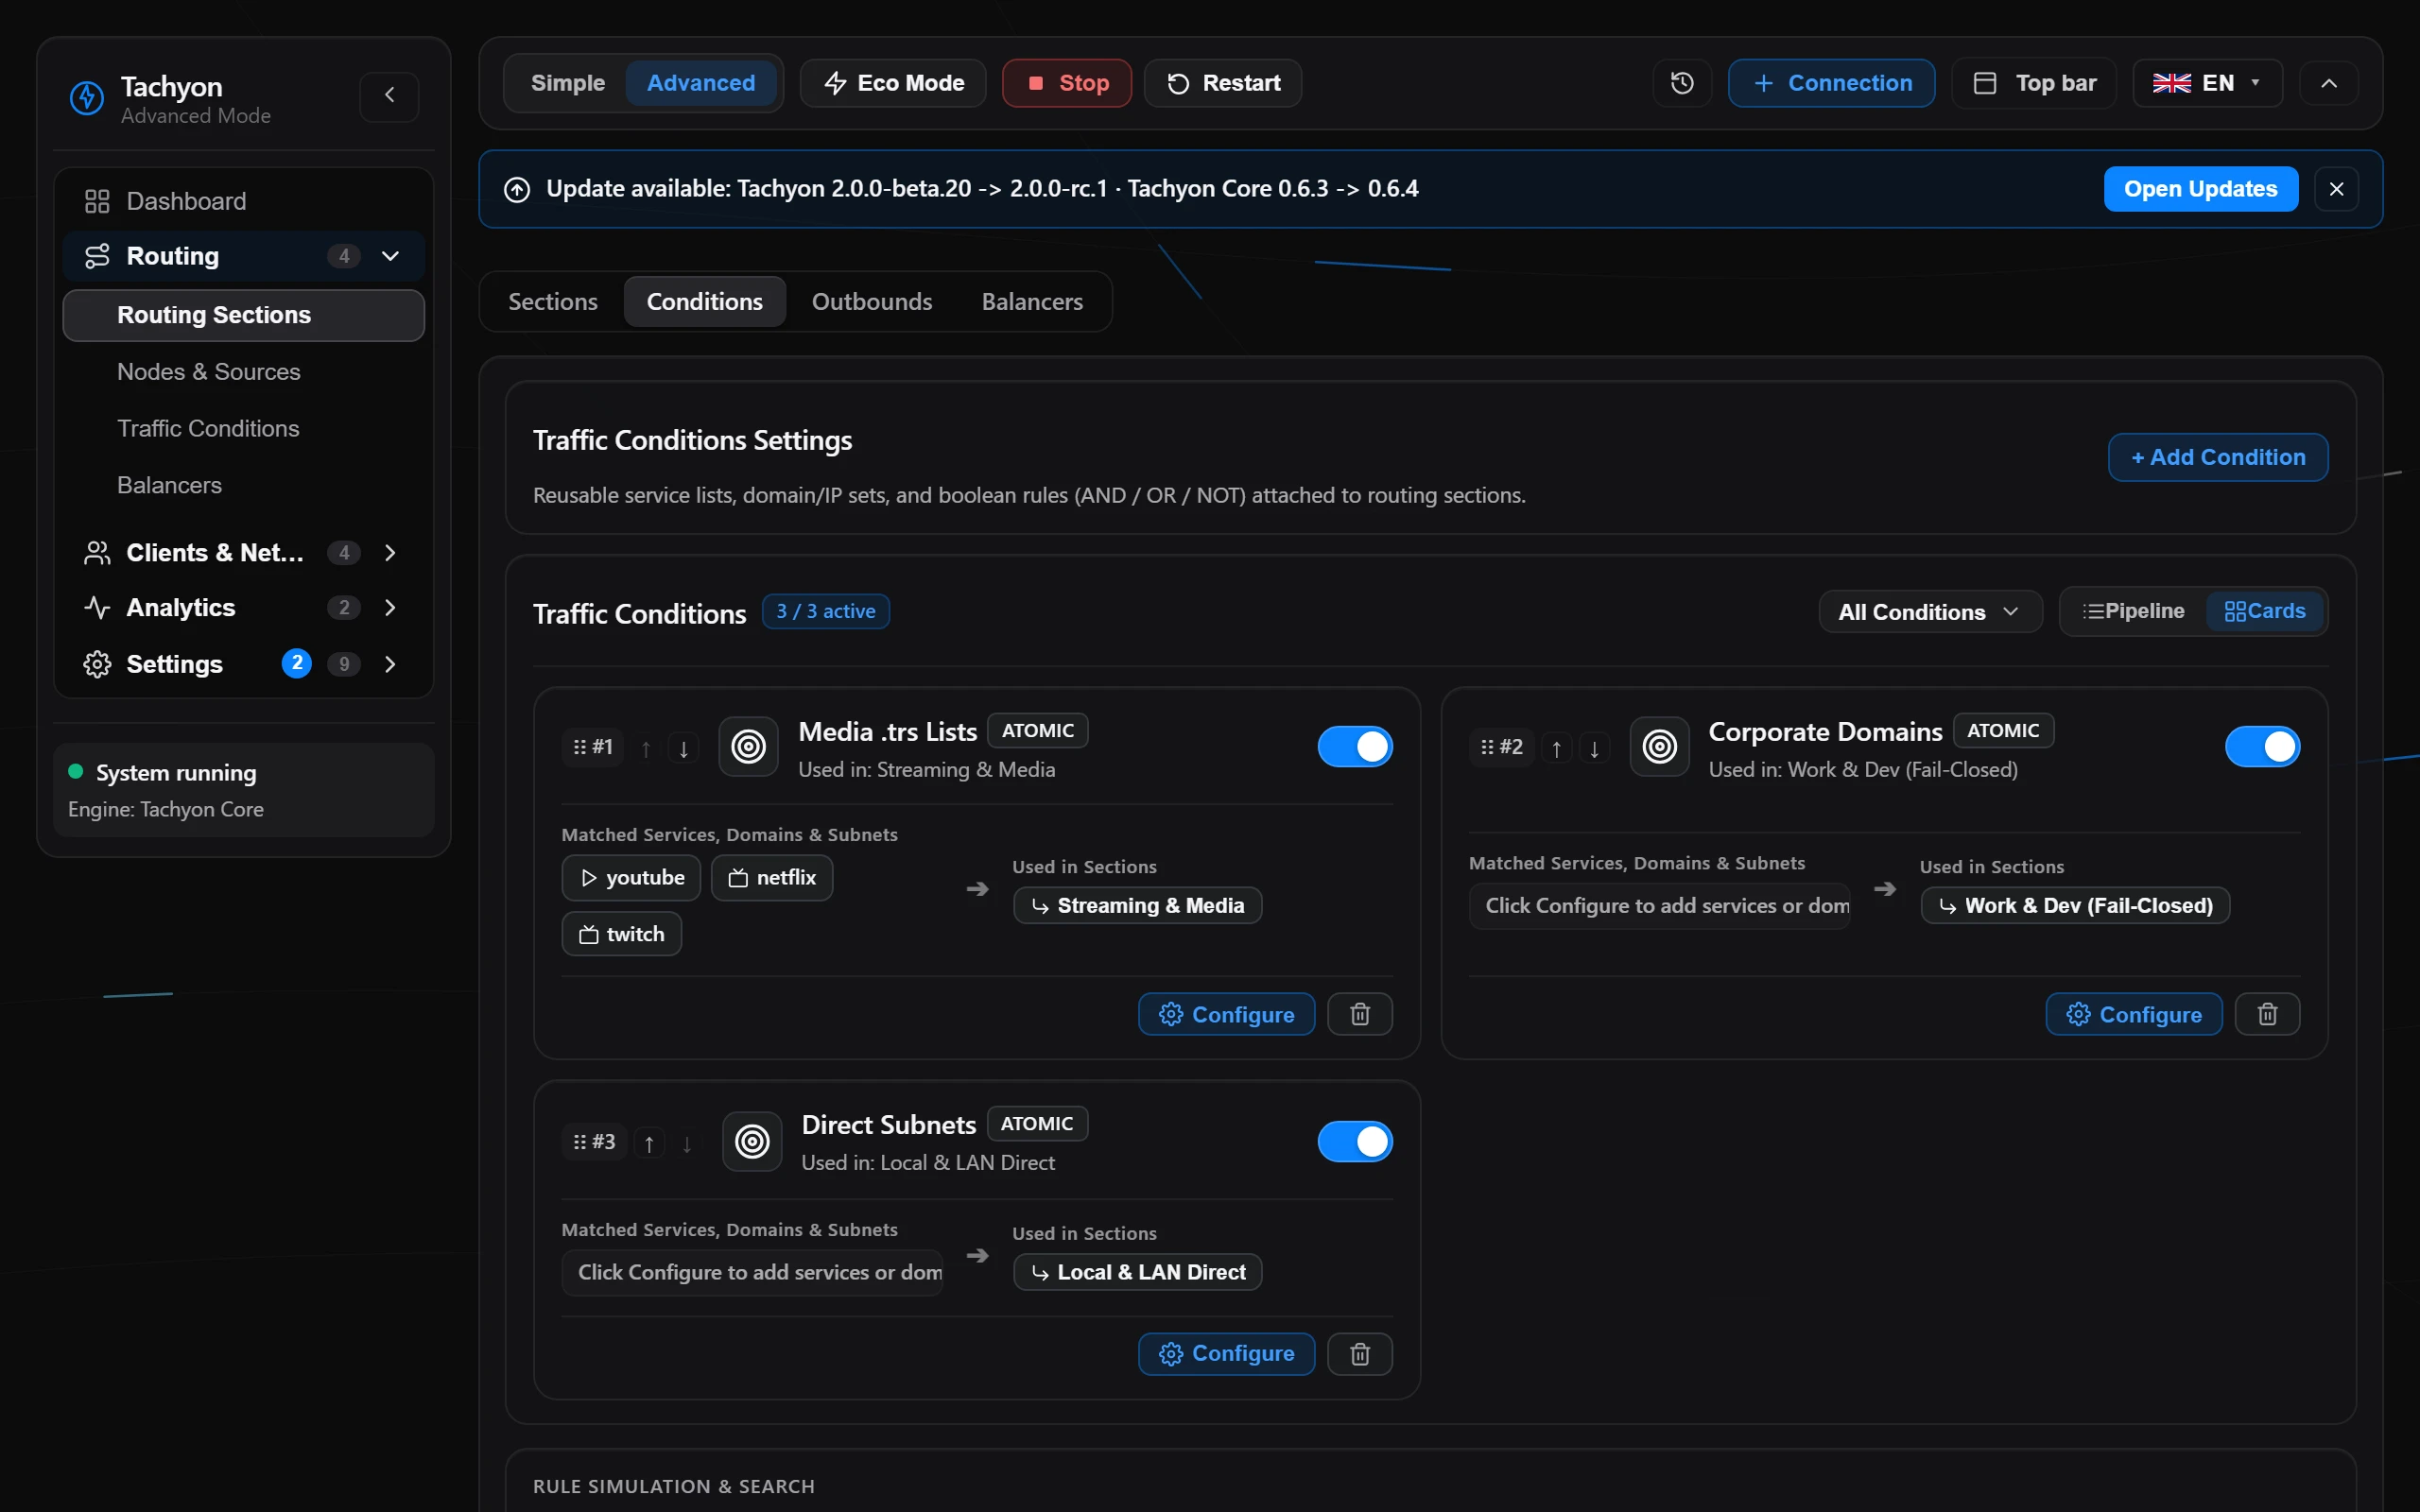 Tachyon
Advanced Mode
Dashboard
Routing 4
Routing Sections
Nodes & Sources
Traffic Conditions
Balancers
Clients & Net... 4
Analytics 2
Settings 2 9
System running
Engine: Tachyon Core
Simple Advanced Eco Mode Stop Restart Connection Top bar EN
Update available: Tachyon 2.0.0-beta.20 -> 2.0.0-rc.1 · Tachyon Core 0.6.3 -> 0.6.4 Open Updates
Sections Conditions Outbounds Balancers
Traffic Conditions Settings
Reusable service lists, domain/IP sets, and boolean rules (AND / OR / NOT) attached to routing sections.
+ Add Condition
Traffic Conditions 3 / 3 active All Conditions Pipeline Cards
#1 ↑ ↓ Media .trs Lists ATOMIC
Used in: Streaming & Media
Matched Services, Domains & Subnets
youtube netflix
twitch
➔
Used in Sections
Streaming & Media
Configure
#2 ↑ ↓ Corporate Domains ATOMIC
Used in: Work & Dev (Fail-Closed)
Matched Services, Domains & Subnets
Click Configure to add services or dom
➔
Used in Sections
Work & Dev (Fail-Closed)
Configure
#3 ↑ ↓ Direct Subnets ATOMIC
Used in: Local & LAN Direct
Matched Services, Domains & Subnets
Click Configure to add services or dom
➔
Used in Sections
Local & LAN Direct
Configure
RULE SIMULATION & SEARCH